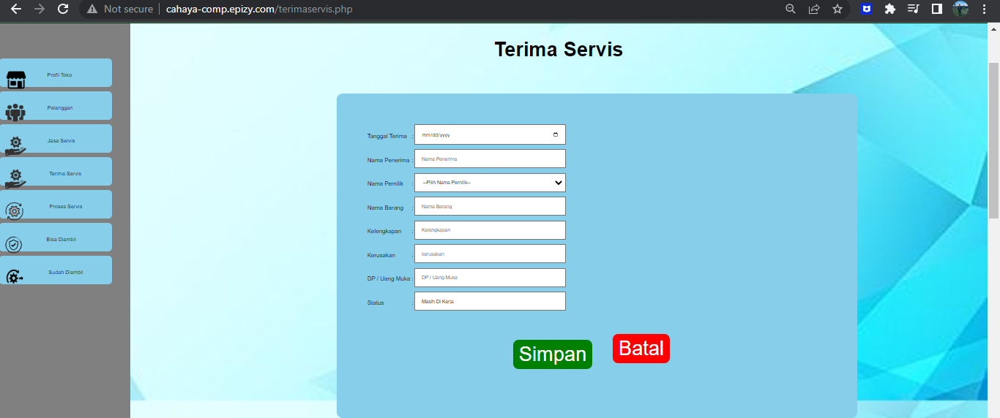 Not secure | cahaya-comp.epizy.com/terimaservis.php
Terima Servis
Profil Toko
Pelanggan
Jasa Servis
Terima Servis
Proses Servis
Bisa Diambil
Sudah Diambil
Tanggal Terima : mm/dd/yyyy
Nama Penerima : Nama Penerima
Nama Pemilik : --Pilih Nama Pemilik--
Nama Barang : Nama Barang
Kelengkapan : Kelengkapan
Kerusakan : kerusakan
DP / Uang Muka : DP / Uang Muka
Status : Masih Di Kerja
Simpan
Batal